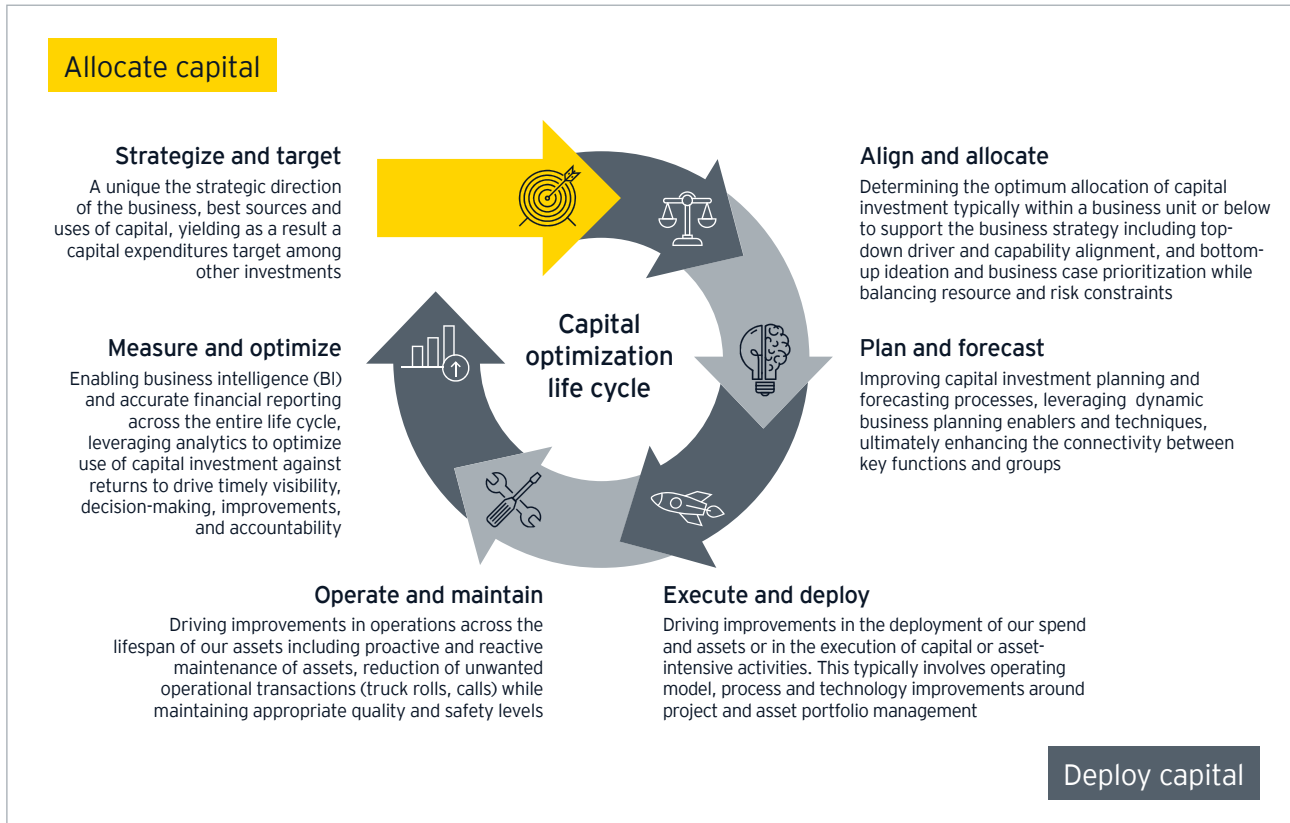 Allocate capital
Strategize and target
A unique the strategic direction
of the business, best sources and
uses of capital, yielding as a result a
capital expenditures target among
other investments
Align and allocate
Determining the optimum allocation of capital
investment typically within a business unit or below
to support the business strategy including top-
down driver and capability alignment, and bottom-
up ideation and business case prioritization while
balancing resource and risk constraints
Capital
optimization
life cycle
Measure and optimize
Enabling business intelligence (BI)
and accurate financial reporting
across the entire life cycle,
leveraging analytics to optimize
use of capital investment against
returns to drive timely visibility,
decision-making, improvements,
and accountability
Plan and forecast
Improving capital investment planning and
forecasting processes, leveraging dynamic
business planning enablers and techniques,
ultimately enhancing the connectivity between
key functions and groups
Operate and maintain
Driving improvements in operations across the
lifespan of our assets including proactive and reactive
maintenance of assets, reduction of unwanted
operational transactions (truck rolls, calls) while
maintaining appropriate quality and safety levels
Execute and deploy
Driving improvements in the deployment of our spend
and assets or in the execution of capital or asset-
intensive activities. This typically involves operating
model, process and technology improvements around
project and asset portfolio management
Deploy capital